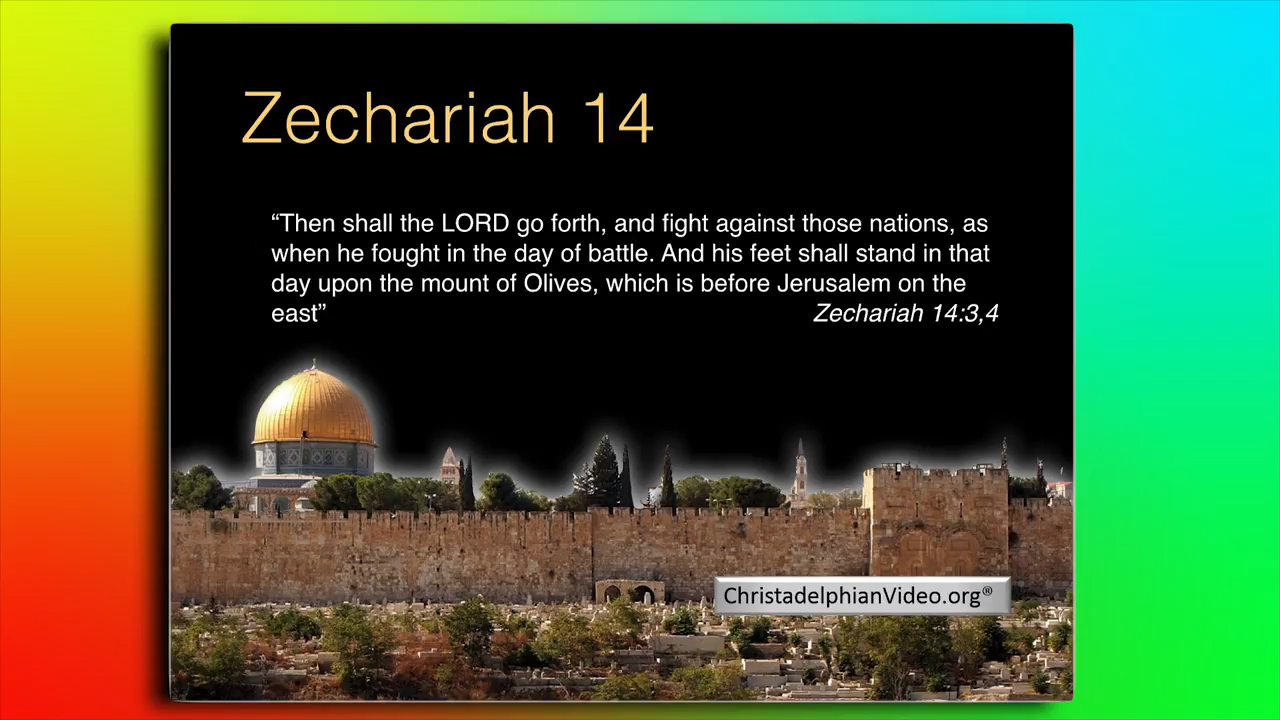 Zechariah 14
“Then shall the LORD go forth, and fight against those nations, as
when he fought in the day of battle. And his feet shall stand in that
day upon the mount of Olives, which is before Jerusalem on the
east” Zechariah 14:3,4
ChristadelphianVideo.org®